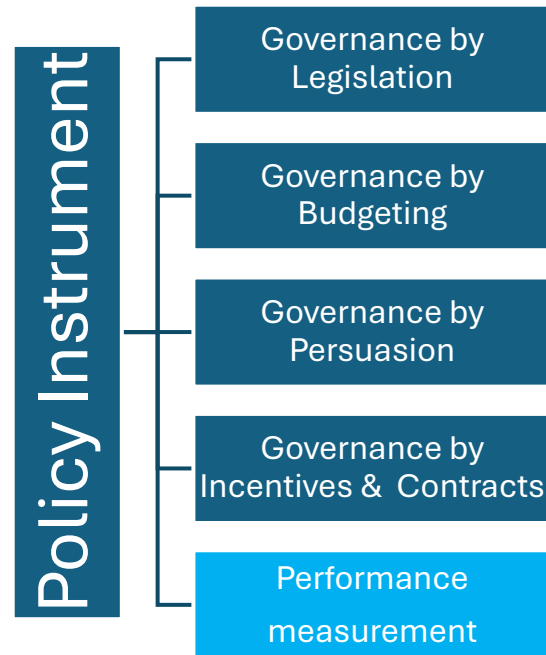 Policy Instrument
Governance by
Legislation
Governance by
Budgeting
Governance by
Persuasion
Governance by
Incentives & Contracts
Performance
measurement